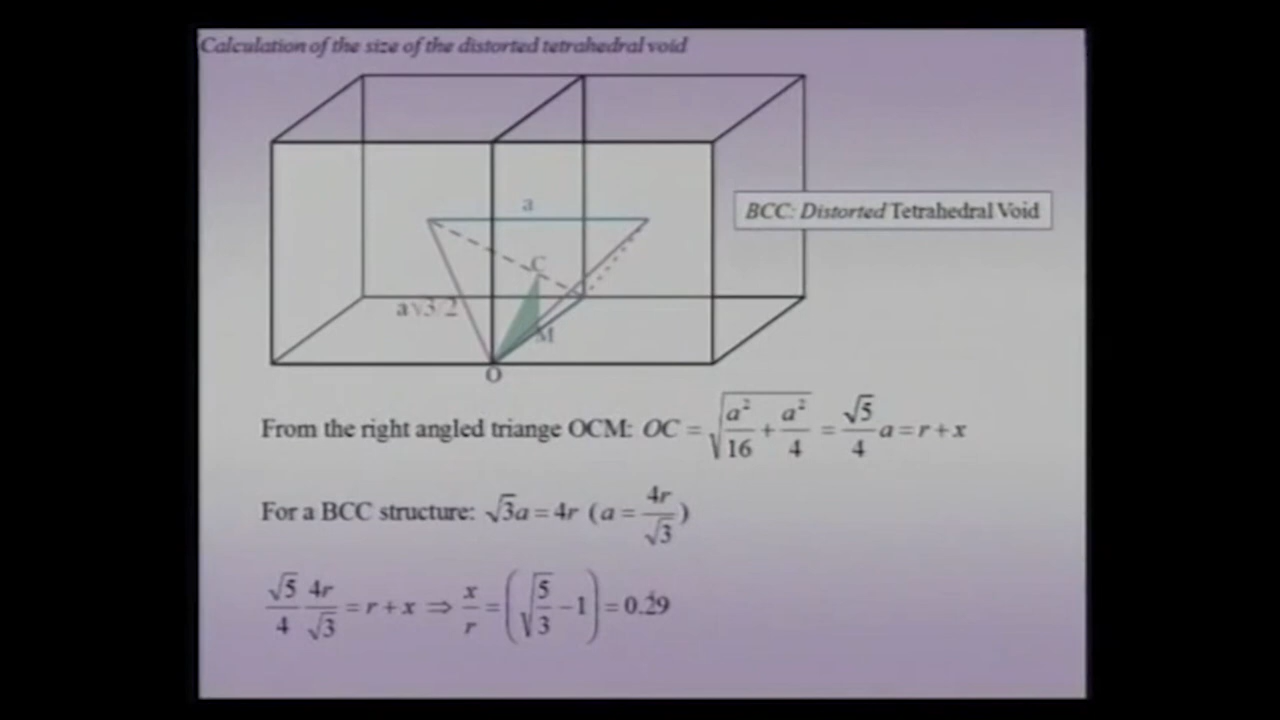 Calculation of the size of the distorted tetrahedral void
a
BCC: Distorted Tetrahedral Void
C
a√3/2
M
O
From the right angled triange OCM: OC = √(a²/16 + a²/4) = √5/4 a = r + x
For a BCC structure: √3a = 4r (a = 4r/√3)
√5/4 4r/√3 = r + x ⇒ x/r = (√(5/3) − 1) = 0.29